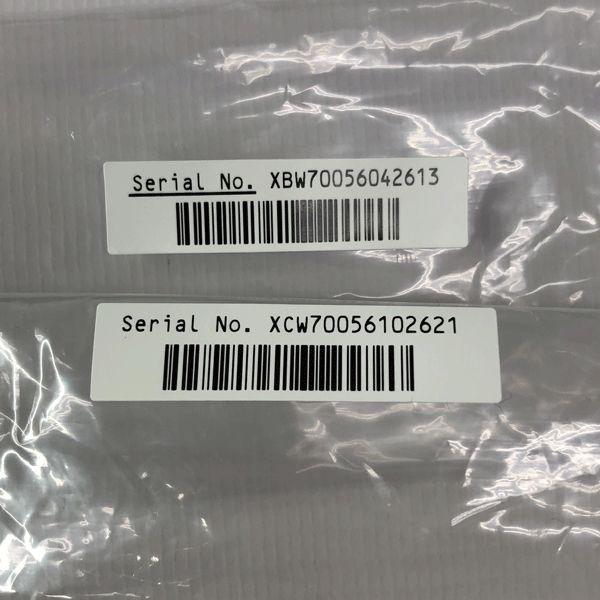 Serial No. XBW70056042613
Serial No. XCW70056102621